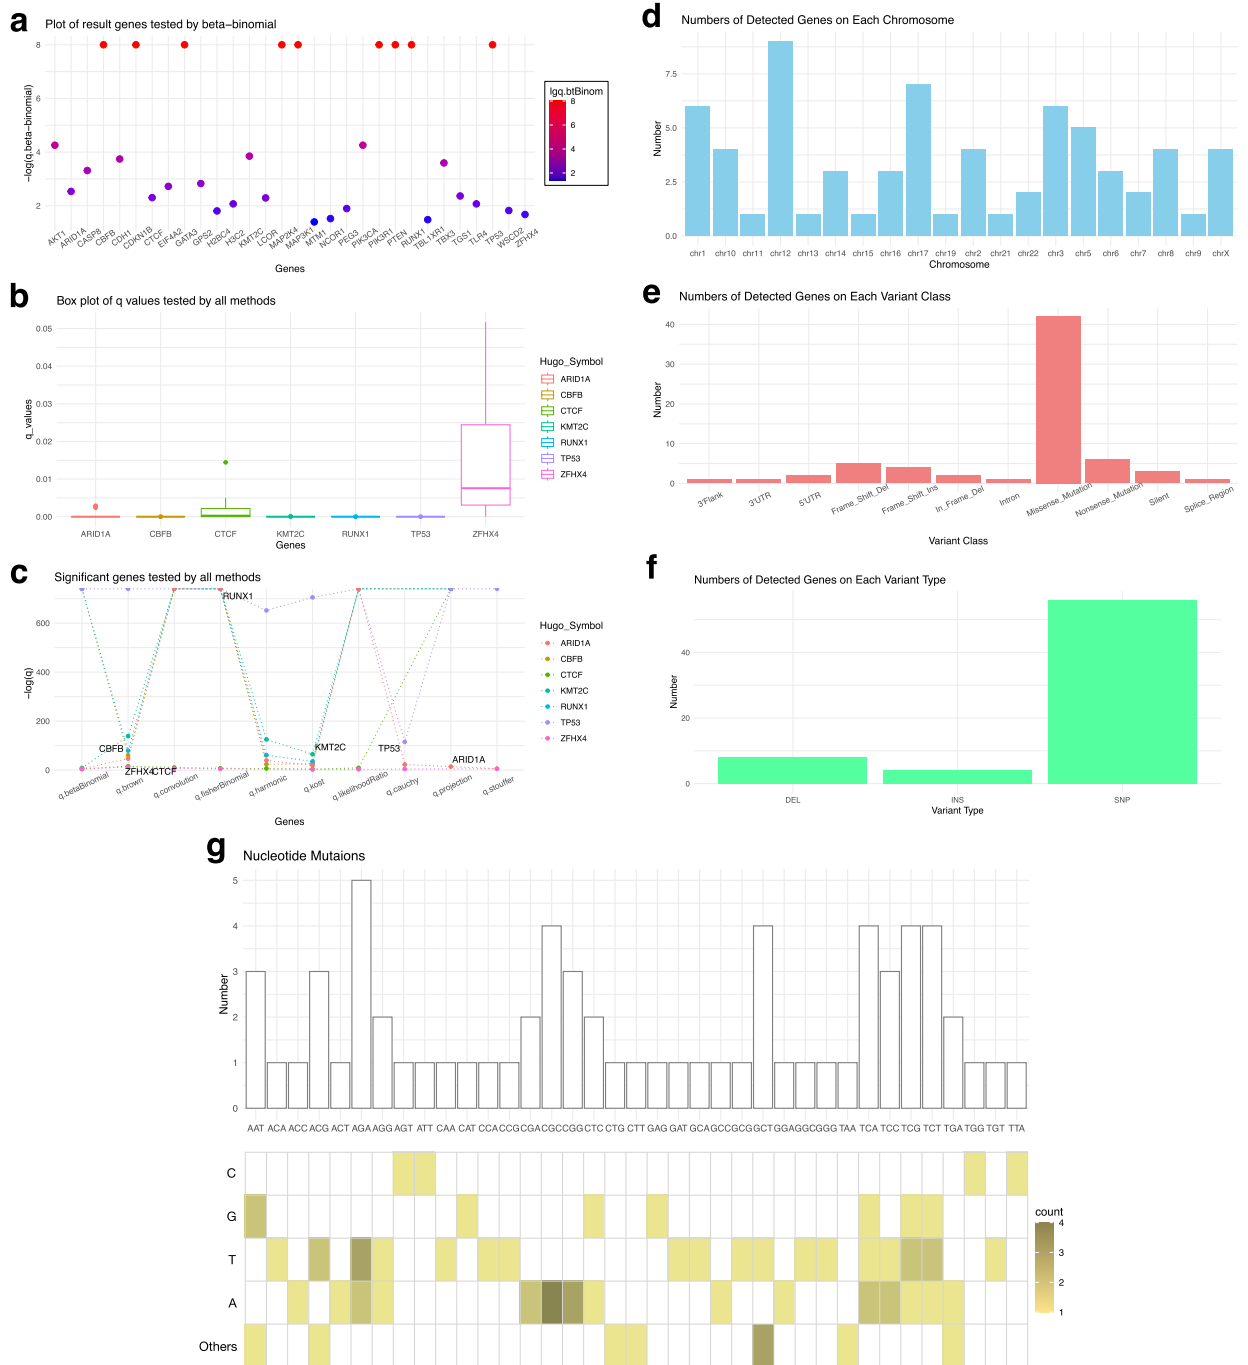 a
Plot of result genes tested by beta−binomial
−log(q.beta−binomial)
8
6
4
2
AKT1 ARID1A CASP8 CBFB CDH1 CDKN1B CTCF EIF4A2 GATA3 GPS2 H2BC4 H3C2 KMT2C LCOR MAP2K4 MAP3K1 MTM1 NCOR1 PEG3 PIK3CA PIK3R1 PTEN RUNX1 TBL1XR1 TBX3 TGS1 TLR4 TP53 WSCD2 ZFHX4
Genes
lgq.btBinom
8
6
4
2
b
Box plot of q values tested by all methods
q_values
0.05
0.04
0.03
0.02
0.01
0.00
ARID1A CBFB CTCF KMT2C RUNX1 TP53 ZFHX4
Genes
Hugo_Symbol
ARID1A
CBFB
CTCF
KMT2C
RUNX1
TP53
ZFHX4
c
Significant genes tested by all methods
−log(q)
600
400
200
0
RUNX1
CBFB
ZFHX4 CTCF
KMT2C
TP53
ARID1A
q.betaBinomial q.brown q.convolution q.fisherBinomial q.harmonic q.kost q.likelihoodRatio q.cauchy q.projection q.stouffer
Genes
Hugo_Symbol
ARID1A
CBFB
CTCF
KMT2C
RUNX1
TP53
ZFHX4
d
Numbers of Detected Genes on Each Chromosome
Number
7.5
5.0
2.5
0.0
chr1 chr10 chr11 chr12 chr13 chr14 chr15 chr16 chr17 chr19 chr2 chr21 chr22 chr3 chr5 chr6 chr7 chr8 chr9 chrX
Chromosome
e
Numbers of Detected Genes on Each Variant Class
Number
40
30
20
10
0
3'Flank 3'UTR 5'UTR Frame_Shift_Del Frame_Shift_Ins In_Frame_Del Intron Missense_Mutation Nonsense_Mutation Silent Splice_Region
Variant Class
f
Numbers of Detected Genes on Each Variant Type
Number
40
20
0
DEL INS SNP
Variant Type
g
Nucleotide Mutaions
Number
5
4
3
2
1
0
AAT ACA ACC ACG ACT AGA AGG AGT ATT CAA CAT CCA CCG CGA CGC CGG CTC CTG CTT GAG GAT GCA GCC GCG GCT GGA GGC GGG TAA TCA TCC TCG TCT TGA TGG TGT TTA
C
G
T
A
Others
count
4
3
2
1